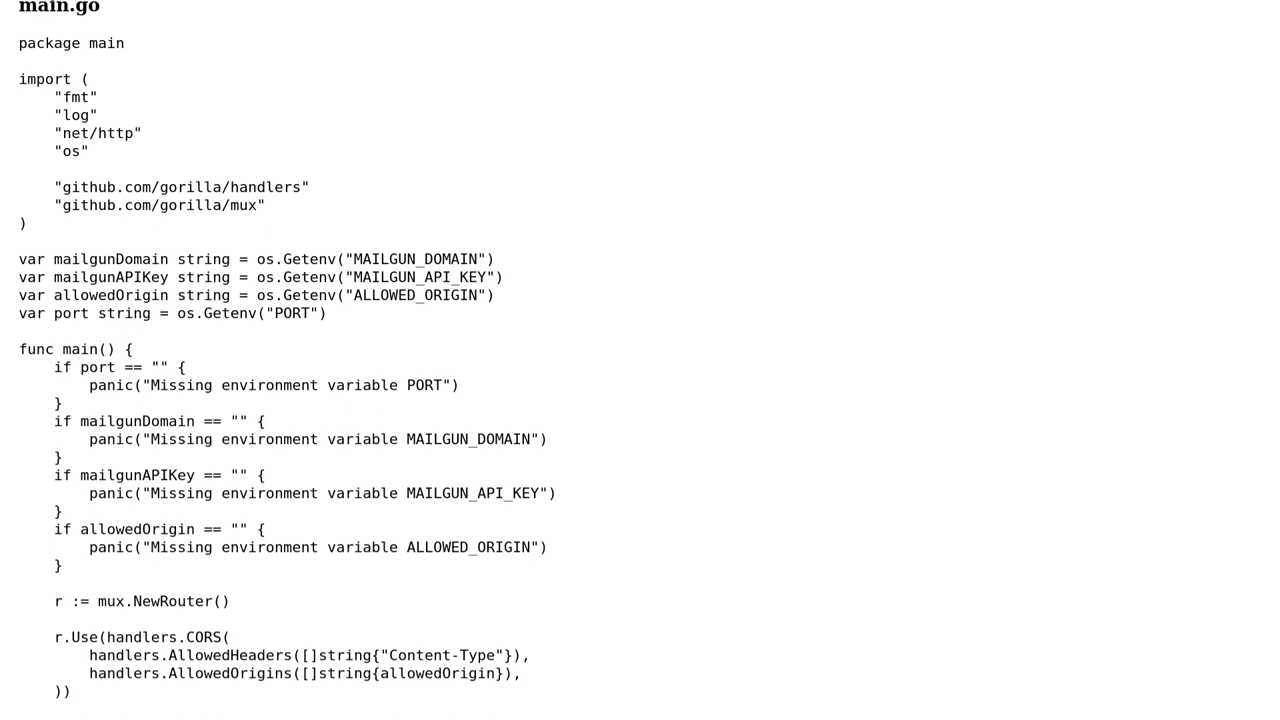 main.go
package main
import (
    "fmt"
    "log"
    "net/http"
    "os"
    "github.com/gorilla/handlers"
    "github.com/gorilla/mux"
)
var mailgunDomain string = os.Getenv("MAILGUN_DOMAIN")
var mailgunAPIKey string = os.Getenv("MAILGUN_API_KEY")
var allowedOrigin string = os.Getenv("ALLOWED_ORIGIN")
var port string = os.Getenv("PORT")
func main() {
    if port == "" {
        panic("Missing environment variable PORT")
    }
    if mailgunDomain == "" {
        panic("Missing environment variable MAILGUN_DOMAIN")
    }
    if mailgunAPIKey == "" {
        panic("Missing environment variable MAILGUN_API_KEY")
    }
    if allowedOrigin == "" {
        panic("Missing environment variable ALLOWED_ORIGIN")
    }
    r := mux.NewRouter()
    r.Use(handlers.CORS(
        handlers.AllowedHeaders([]string{"Content-Type"}),
        handlers.AllowedOrigins([]string{allowedOrigin}),
    ))